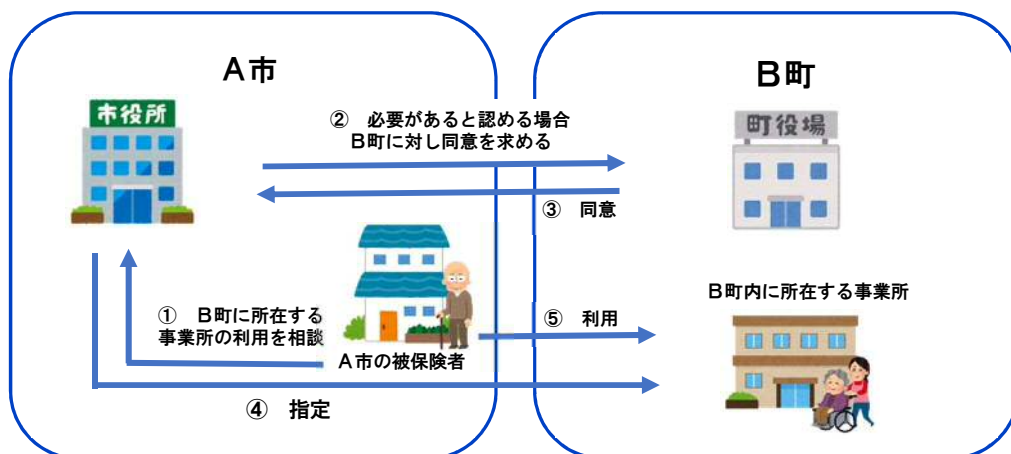 A市
B町
市役所
② 必要があると認める場合
B町に対し同意を求める
町役場
③ 同意
① B町に所在する
事業所の利用を相談
A市の被保険者
⑤ 利用
B町内に所在する事業所
④ 指定